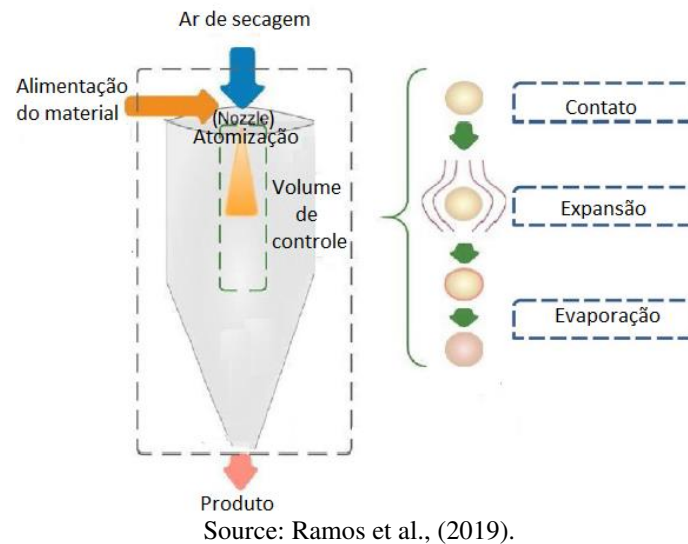 Ar de secagem
Alimentação
do material
(Nozzle)
Atomização
Volume
de
controle
Contato
Expansão
Evaporação
Produto
Source: Ramos et al., (2019).